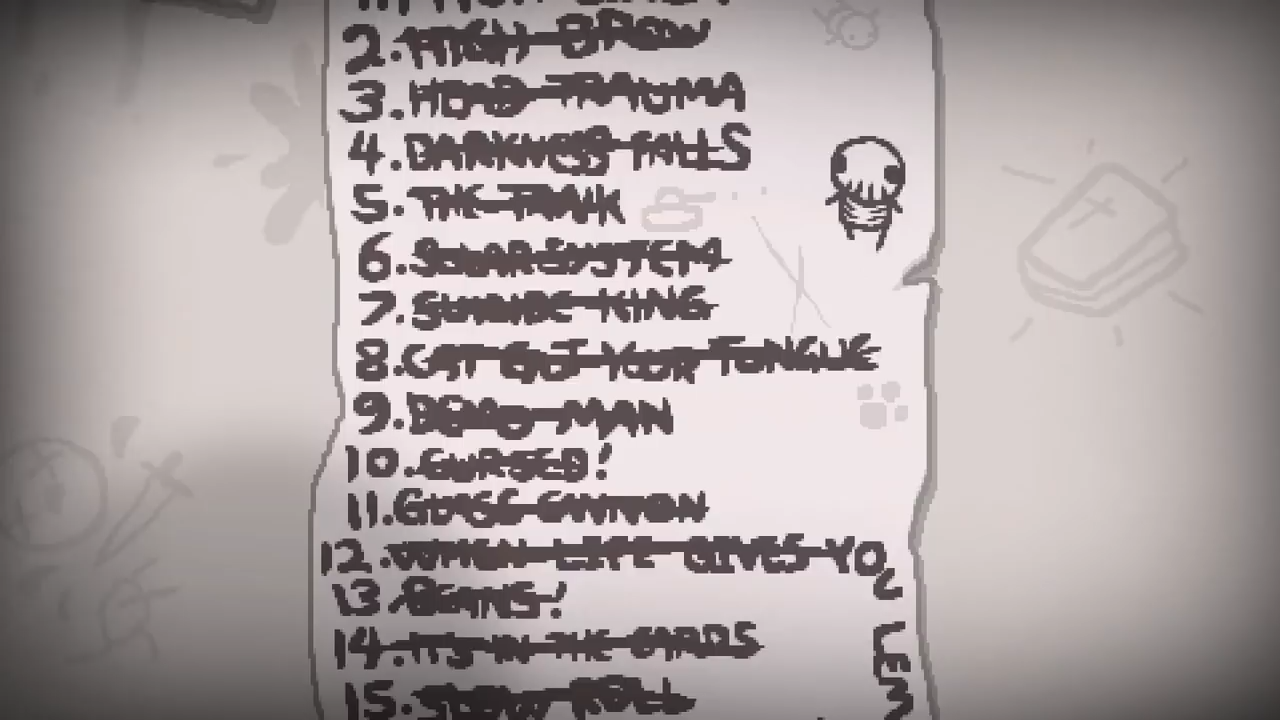 2. HIGH BROW
3. HEAD TRAUMA
4. DARKNESS FALLS
5. THE TANK
6. SOLAR SYSTEM
7. SUICIDE KING
8. CAT GOT YOUR TONGUE
9. DEMO MAN
10. CURSED!
11. GLASS CANNON
12. WHEN LIFE GIVES YOU LEM
13. BEANS!
14. ITS IN THE CARDS
15. SLOW ROLL